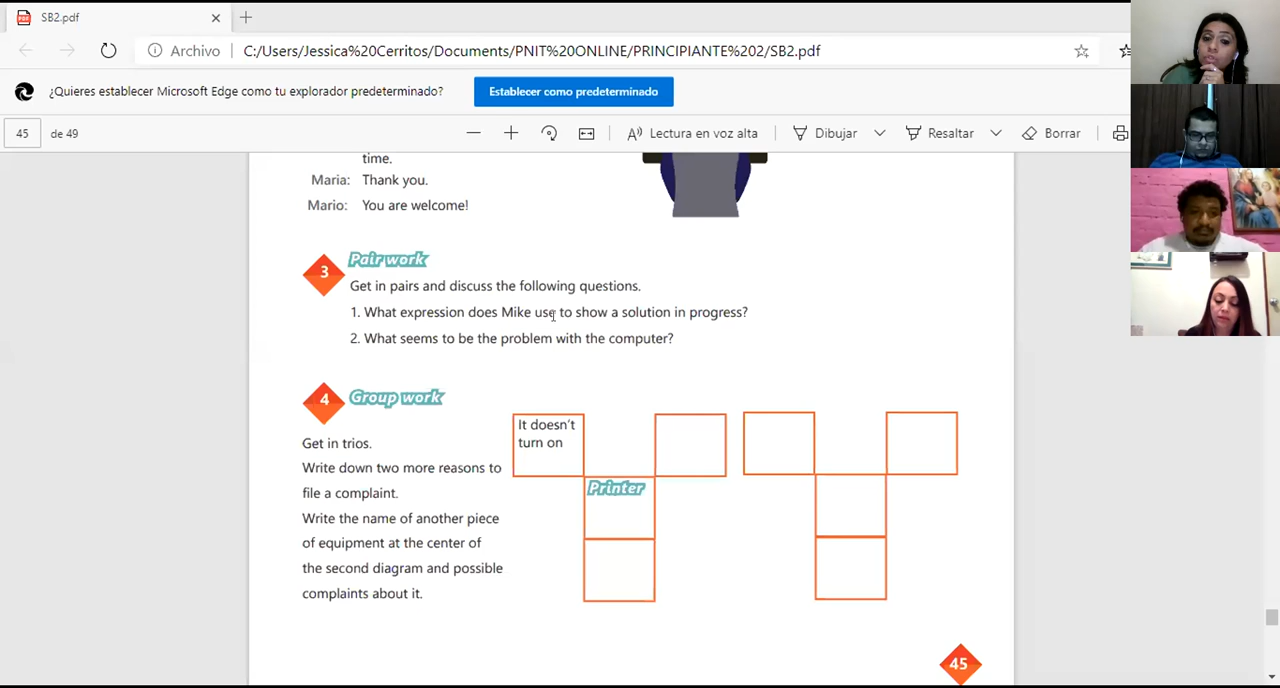 SB2.pdf
Archivo C:/Users/Jessica%20Cerritos/Documents/PNIT%20ONLINE/PRINCIPIANTE%202/SB2.pdf
¿Quieres establecer Microsoft Edge como tu explorador predeterminado? Establecer como predeterminado
45 de 49 Lectura en voz alta Dibujar Resaltar Borrar
time.
Maria: Thank you.
Mario: You are welcome!
3 Pair work
Get in pairs and discuss the following questions.
1. What expression does Mike use to show a solution in progress?
2. What seems to be the problem with the computer?
4 Group work
Get in trios.
Write down two more reasons to
file a complaint.
Write the name of another piece
of equipment at the center of
the second diagram and possible
complaints about it.
It doesn't
turn on
Printer
45